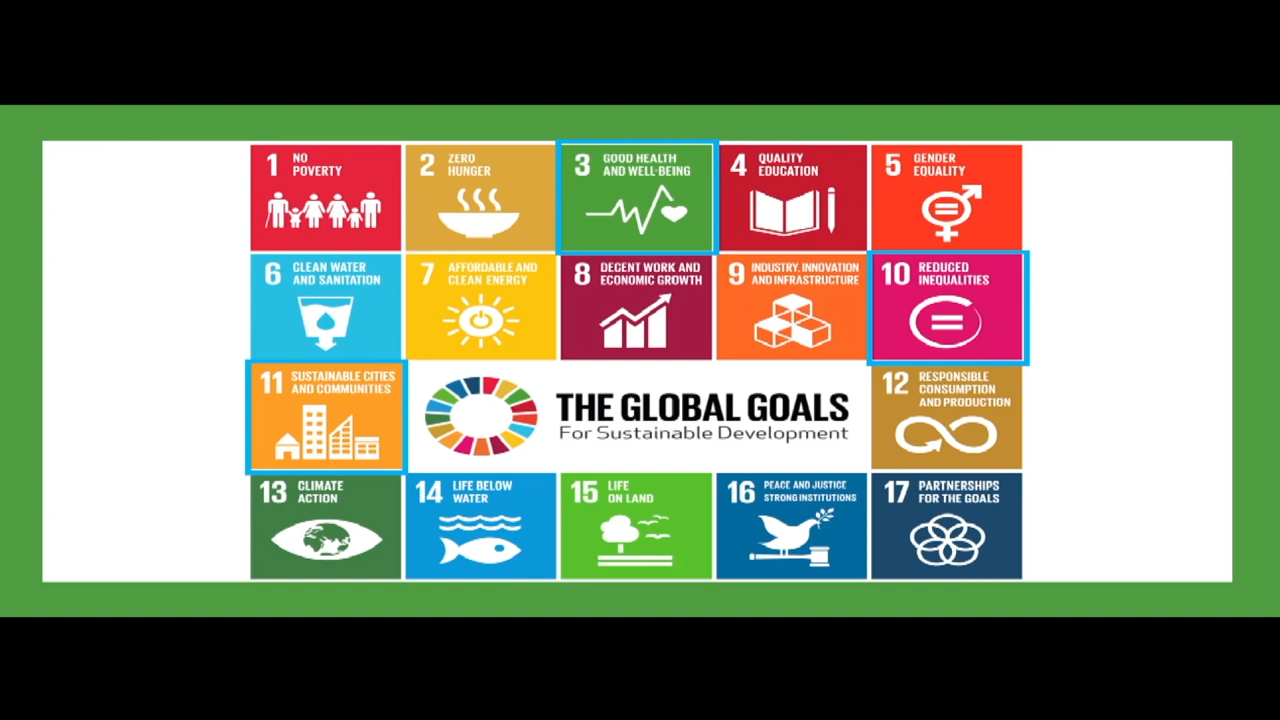 1 NO
POVERTY
2 ZERO
HUNGER
3 GOOD HEALTH
AND WELL-BEING
4 QUALITY
EDUCATION
5 GENDER
EQUALITY
6 CLEAN WATER
AND SANITATION
7 AFFORDABLE AND
CLEAN ENERGY
8 DECENT WORK AND
ECONOMIC GROWTH
9 INDUSTRY, INNOVATION
AND INFRASTRUCTURE
10 REDUCED
INEQUALITIES
11 SUSTAINABLE CITIES
AND COMMUNITIES
THE GLOBAL GOALS
For Sustainable Development
12 RESPONSIBLE
CONSUMPTION
AND PRODUCTION
13 CLIMATE
ACTION
14 LIFE BELOW
WATER
15 LIFE
ON LAND
16 PEACE AND JUSTICE
STRONG INSTITUTIONS
17 PARTNERSHIPS
FOR THE GOALS